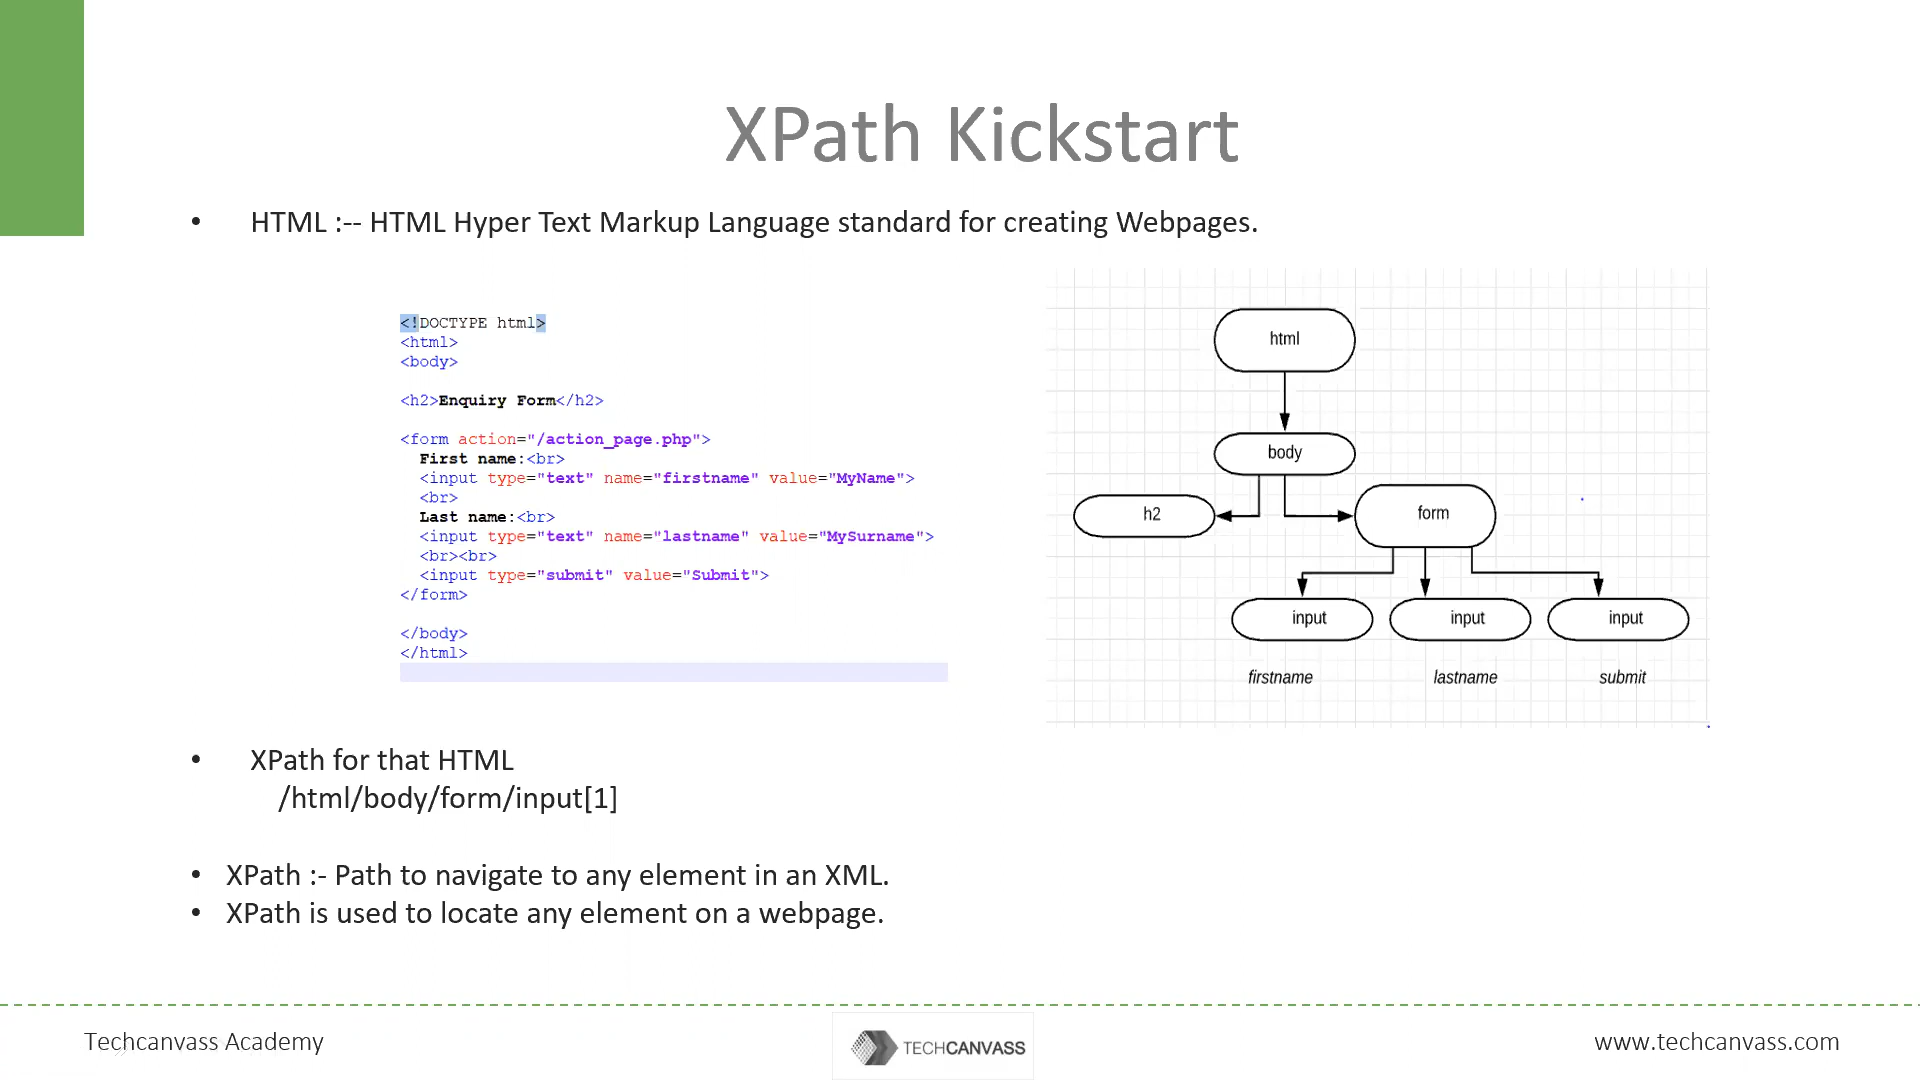 XPath Kickstart
• HTML :-- HTML Hyper Text Markup Language standard for creating Webpages.
<!DOCTYPE html>
<html>
<body>
<h2>Enquiry Form</h2>
<form action="/action_page.php">
First name:<br>
<input type="text" name="firstname" value="MyName">
<br>
Last name:<br>
<input type="text" name="lastname" value="MySurname">
<br><br>
<input type="submit" value="Submit">
</form>
</body>
</html>
html
body
h2
form
input
input
input
firstname
lastname
submit
• XPath for that HTML
/html/body/form/input[1]
• XPath :- Path to navigate to any element in an XML.
• XPath is used to locate any element on a webpage.
Techcanvass Academy
TECHCANVASS
www.techcanvass.com